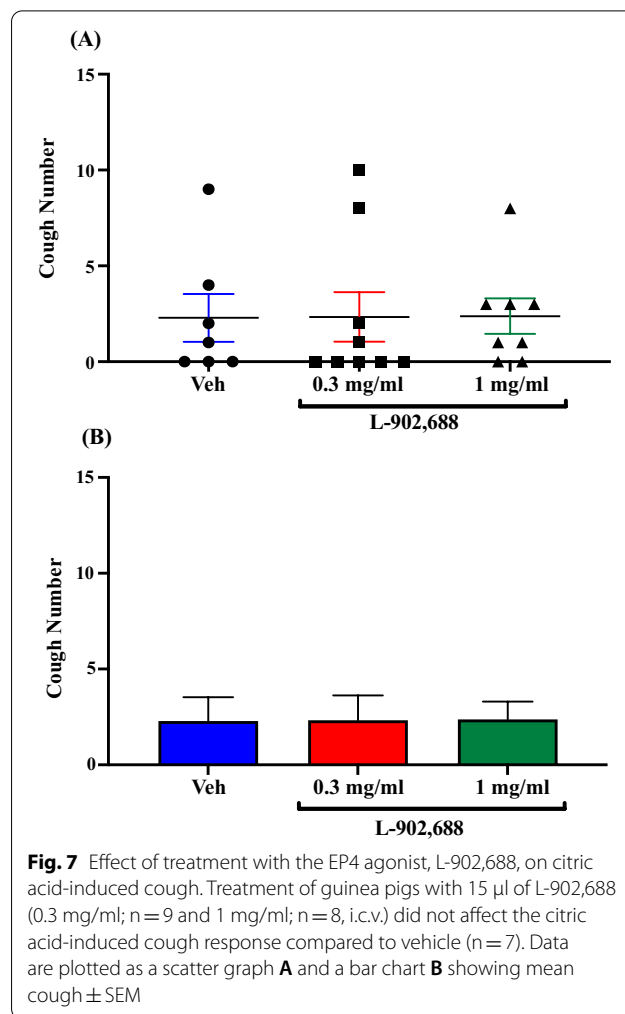 (A)
15
10
5
0
Cough Number
Veh
0.3 mg/ml
1 mg/ml
L-902,688
(B)
15
10
5
0
Cough Number
Veh
0.3 mg/ml
1 mg/ml
L-902,688
Fig. 7 Effect of treatment with the EP4 agonist, L-902,688, on citric
acid-induced cough. Treatment of guinea pigs with 15 µl of L-902,688
(0.3 mg/ml; n = 9 and 1 mg/ml; n = 8, i.c.v.) did not affect the citric
acid-induced cough response compared to vehicle (n = 7). Data
are plotted as a scatter graph A and a bar chart B showing mean
cough ± SEM